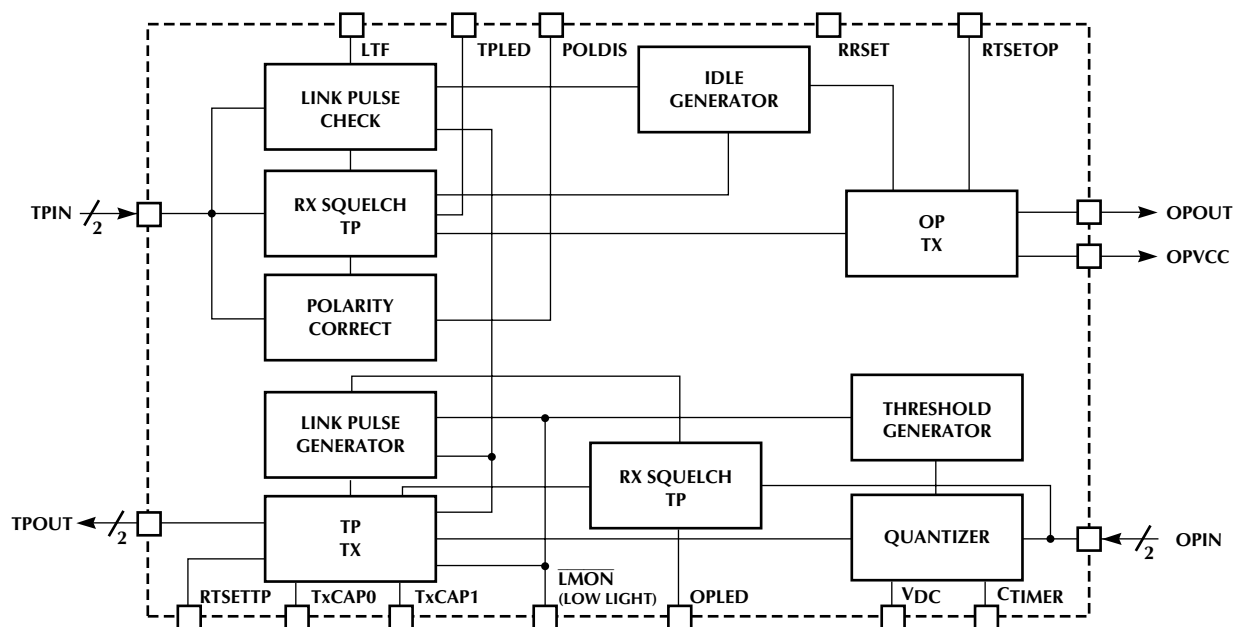 LTF
TPLED
POLDIS
RRSET
RTSETOP
LINK PULSE
CHECK
IDLE
GENERATOR
TPIN
2
RX SQUELCH
TP
OP
TX
OPOUT
OPVCC
POLARITY
CORRECT
LINK PULSE
GENERATOR
THRESHOLD
GENERATOR
RX SQUELCH
TP
TPOUT
2
TP
TX
QUANTIZER
2
OPIN
RTSETTP
TxCAP0
TxCAP1
LMON
(LOW LIGHT)
OPLED
VDC
CTIMER